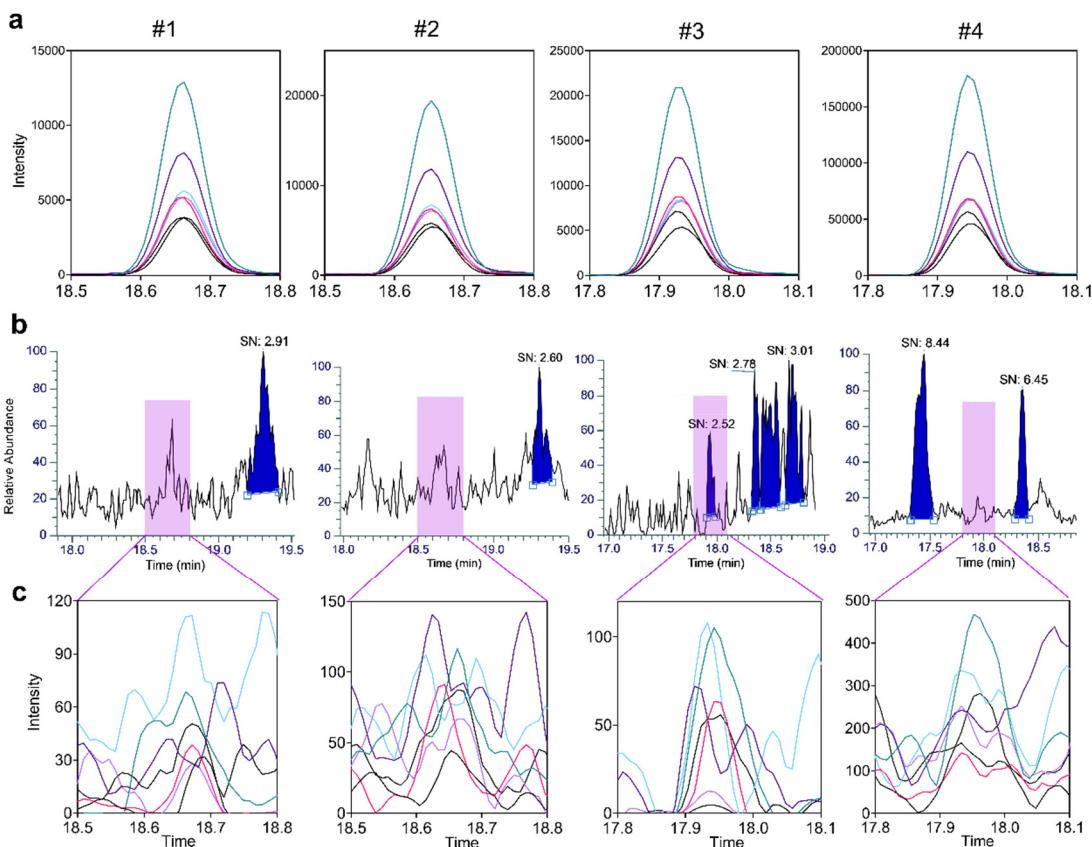 a
#1 #2 #3 #4
15000 25000 200000
20000 20000 150000
10000 15000
10000 10000 100000
5000 5000 50000
0 0 0 0
Intensity
18.5 18.6 18.7 18.8 18.5 18.6 18.7 18.8 17.8 17.9 18.0 18.1 17.8 17.9 18.0 18.1
b
SN: 2.91 SN: 2.60 SN: 2.78 SN: 3.01 SN: 8.44
SN: 2.52 SN: 6.45
100 100 100 100
80 80 80 80
60 60 60 60
40 40 40 40
20 20 20 20
0 0 0 0
Relative Abundance
18.0 18.5 19.0 19.5 18.0 18.5 19.0 19.5 17.0 17.5 18.0 18.5 19.0 17.0 17.5 18.0 18.5
Time (min) Time (min) Time (min) Time (min)
c
120 150 100 500
90 100 50 400
60 50 0 300
30 0 200
0 100
0
Intensity
18.5 18.6 18.7 18.8 18.5 18.6 18.7 18.8 17.8 17.9 18.0 18.1 17.8 17.9 18.0 18.1
Time Time Time Time